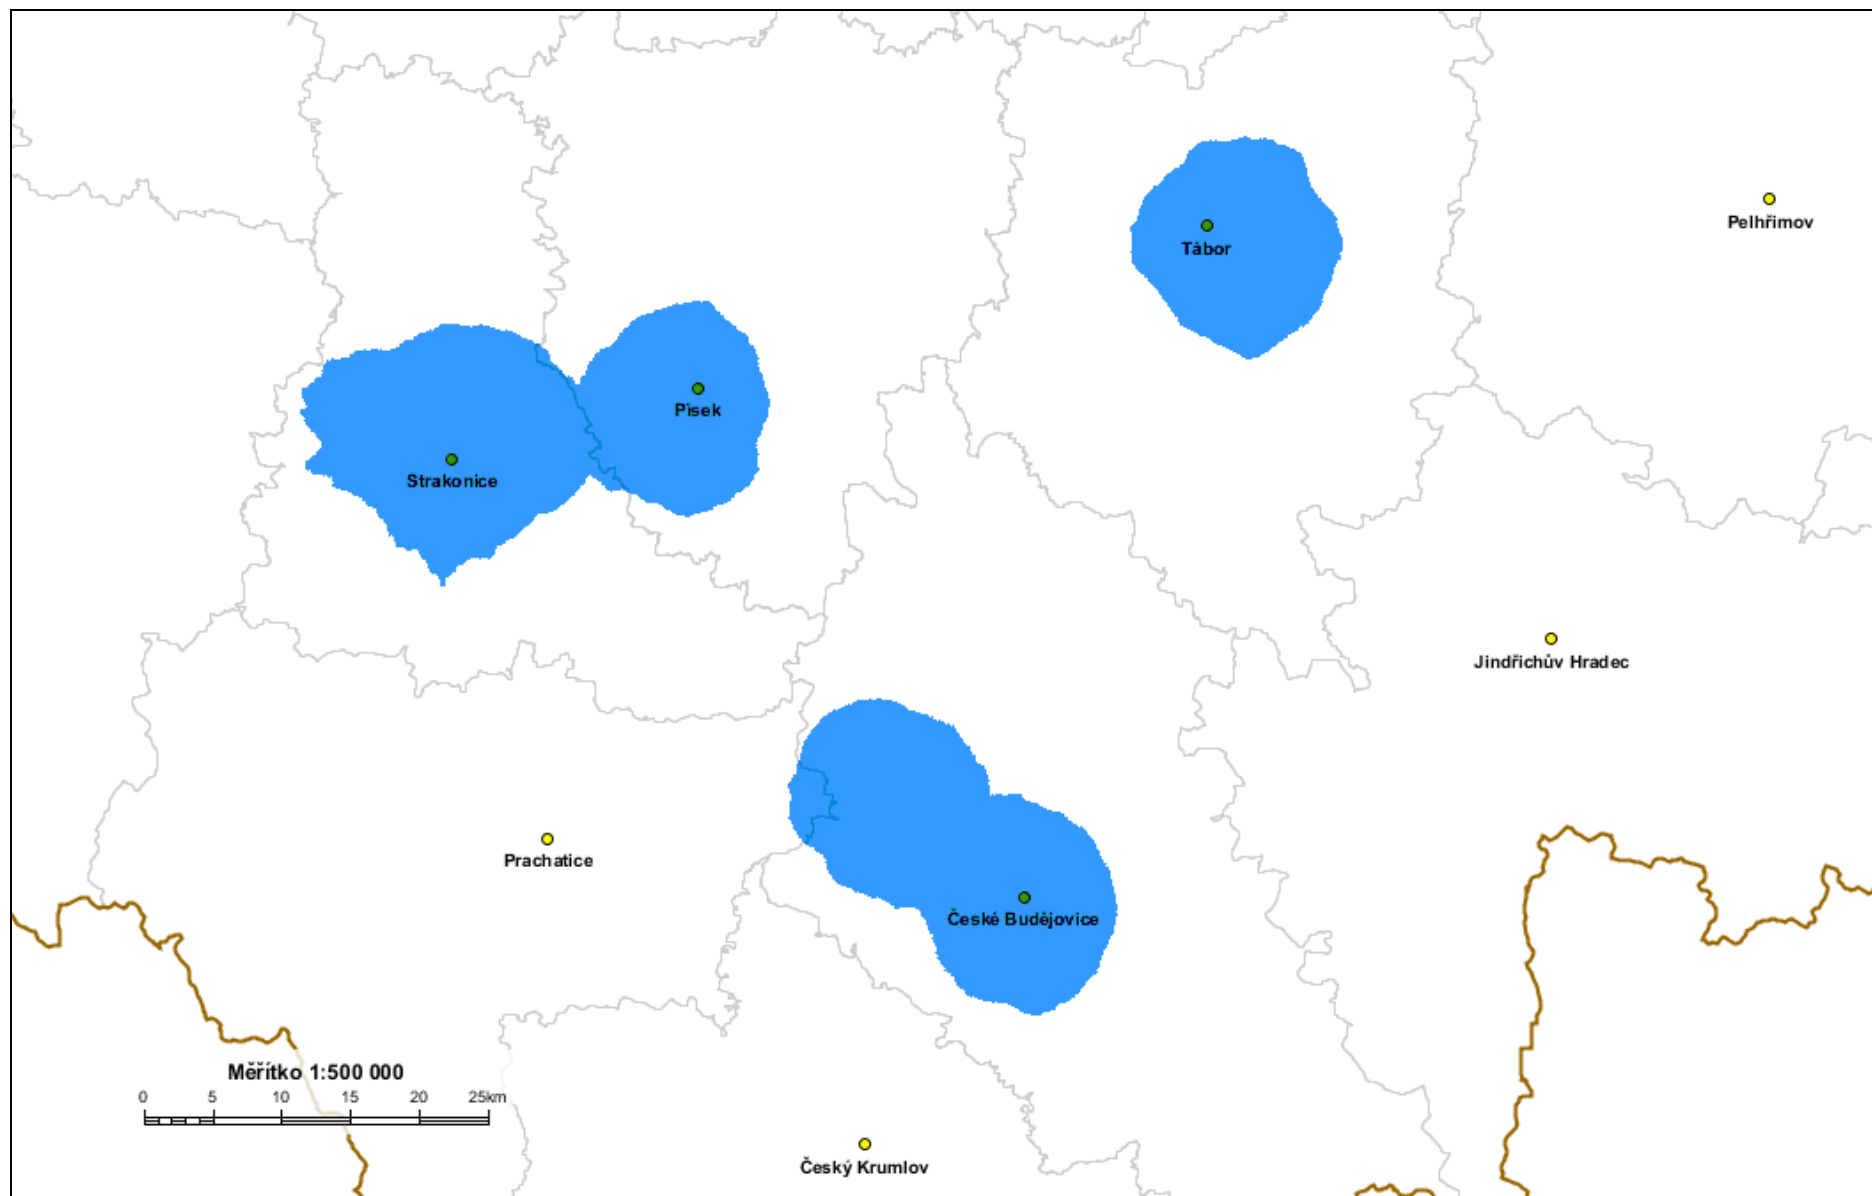 Pelhřimov
Tábor
Písek
Strakonice
Jindřichův Hradec
Prachatice
České Budějovice
Měřítko 1:500 000
0 5 10 15 20 25km
Český Krumlov